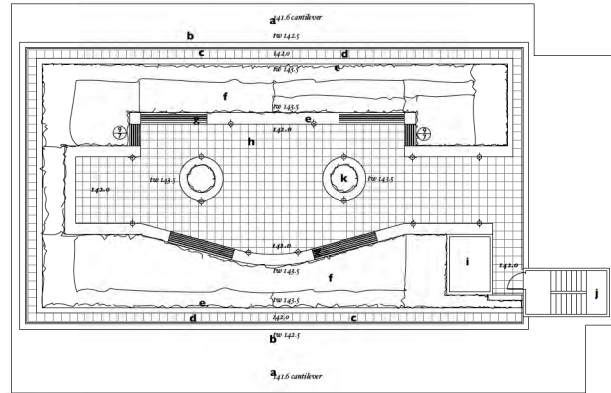 a 141.6 cantilever
b tw 142.5
c 142.0 d
tw 143.5 e
f
tw 143.5
g 142.0 e
h
tw 143.5 k tw 143.5
142.0
142.0
g
tw 143.5 i 142.0
f j
e tw 143.5
d 142.0 c
b tw 142.5
a 141.6 cantilever